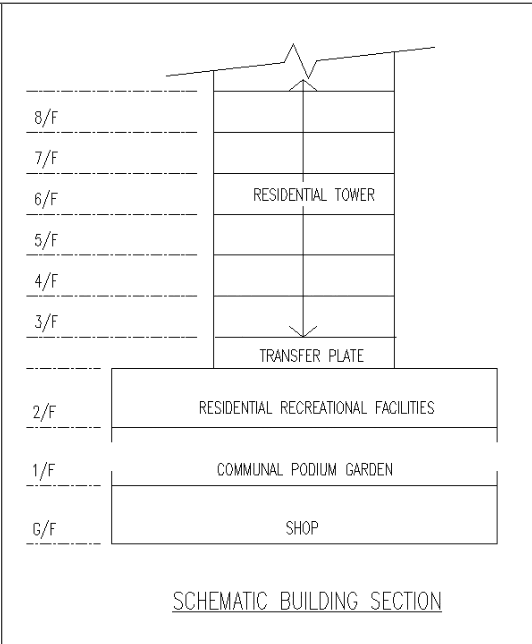 8/F
7/F
6/F
RESIDENTIAL TOWER
5/F
4/F
3/F
TRANSFER PLATE
2/F
RESIDENTIAL RECREATIONAL FACILITIES
1/F
COMMUNAL PODIUM GARDEN
G/F
SHOP
SCHEMATIC BUILDING SECTION